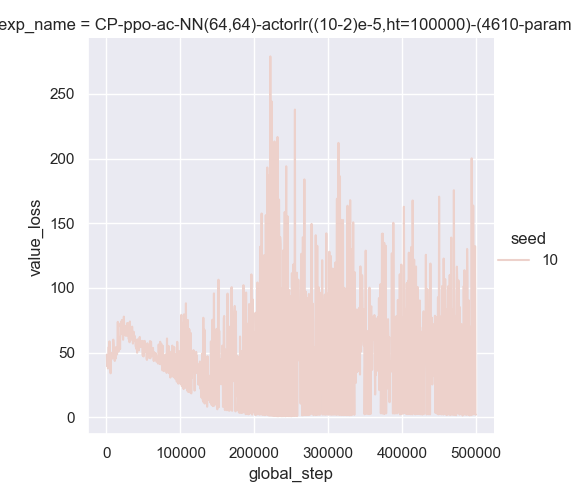 exp_name = CP-ppo-ac-NN(64,64)-actorlr((10-2)e-5,ht=100000)-(4610-param
250
200
150
100
50
0
value_loss
seed
10
0 100000 200000 300000 400000 500000
global_step